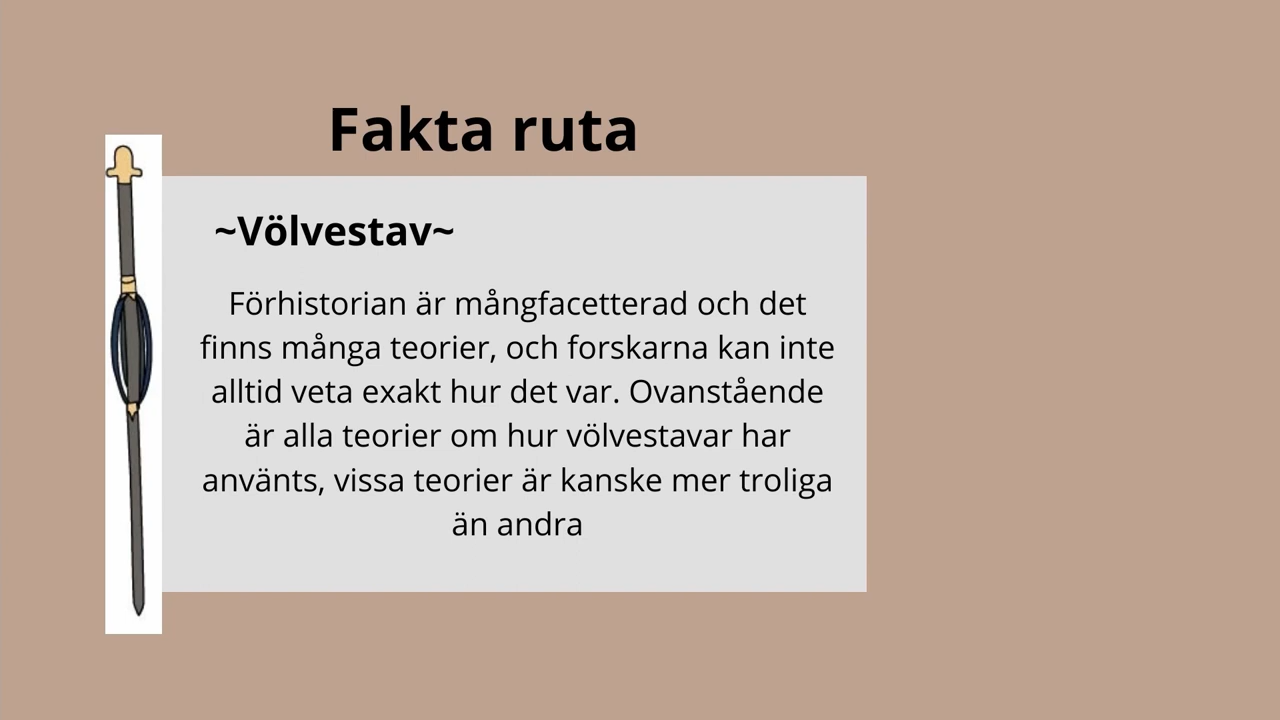 Fakta ruta
~Völvestav~
Förhistorian är mångfacetterad och det
finns många teorier, och forskarna kan inte
alltid veta exakt hur det var. Ovanstående
är alla teorier om hur völvestavar har
använts, vissa teorier är kanske mer troliga
än andra